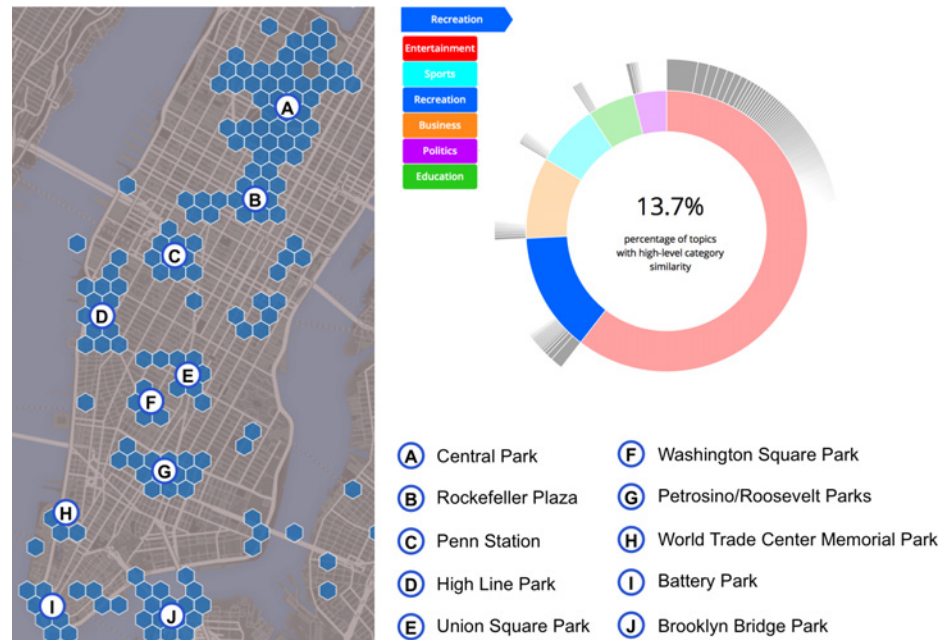 Recreation
Entertainment
Sports
Recreation
Business
Politics
Education
13.7%
percentage of topics
with high-level category
similarity
A
B
C
D
E
F
G
H
I
J
A Central Park
B Rockefeller Plaza
C Penn Station
D High Line Park
E Union Square Park
F Washington Square Park
G Petrosino/Roosevelt Parks
H World Trade Center Memorial Park
I Battery Park
J Brooklyn Bridge Park